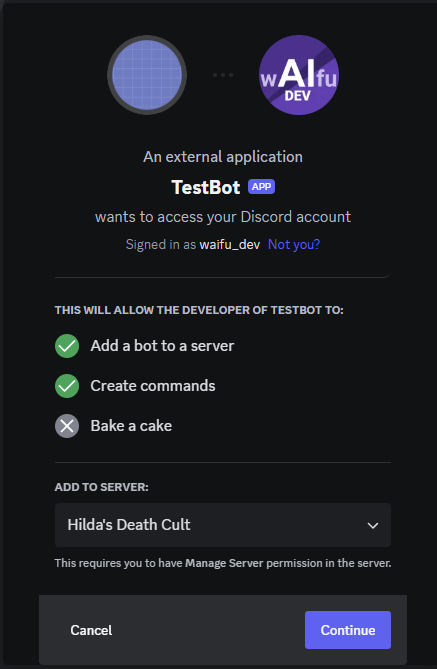 wAIfu
DEV
An external application
TestBot APP
wants to access your Discord account
Signed in as waifu_dev Not you?
THIS WILL ALLOW THE DEVELOPER OF TESTBOT TO:
Add a bot to a server
Create commands
Bake a cake
ADD TO SERVER:
Hilda's Death Cult
This requires you to have Manage Server permission in the server.
Cancel Continue